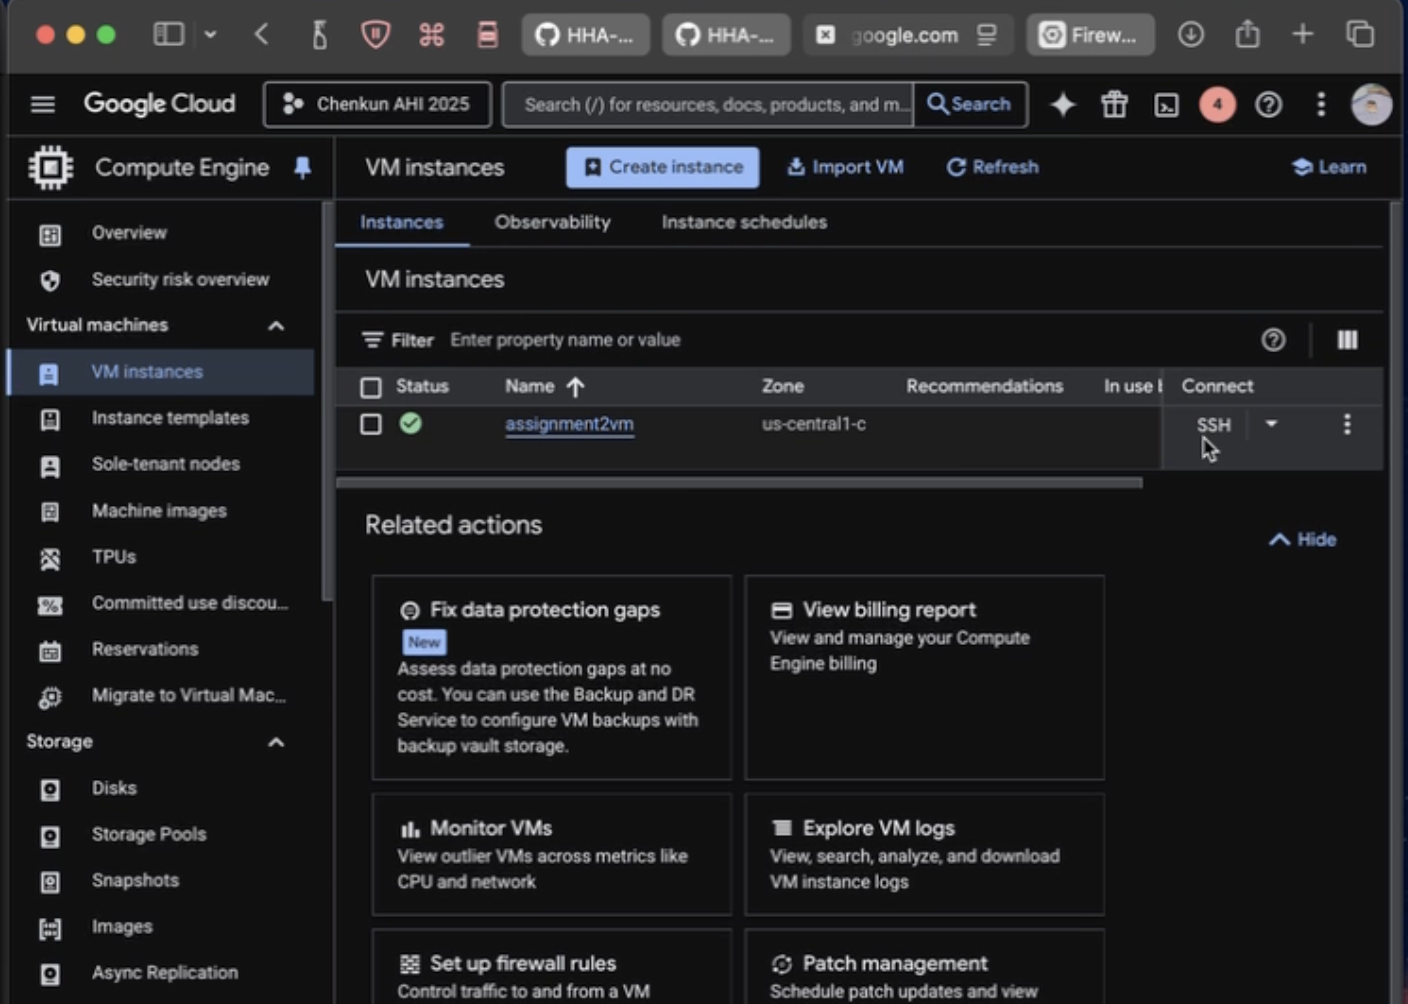 HHA-...
HHA-...
google.com
Firew...
Google Cloud
Chenkun AHI 2025
Search (/) for resources, docs, products, and m...
Search
4
Compute Engine
VM instances
Create instance
Import VM
Refresh
Learn
Overview
Security risk overview
Virtual machines
VM instances
Instance templates
Sole-tenant nodes
Machine images
TPUs
Committed use discou...
Reservations
Migrate to Virtual Mac...
Storage
Disks
Storage Pools
Snapshots
Images
Async Replication
Instances
Observability
Instance schedules
VM instances
Filter
Enter property name or value
Status
Name
Zone
Recommendations
In use
Connect
assignment2vm
us-central1-c
SSH
Related actions
Hide
Fix data protection gaps
New
Assess data protection gaps at no
cost. You can use the Backup and DR
Service to configure VM backups with
backup vault storage.
View billing report
View and manage your Compute
Engine billing
Monitor VMs
View outlier VMs across metrics like
CPU and network
Explore VM logs
View, search, analyze, and download
VM instance logs
Set up firewall rules
Control traffic to and from a VM
Patch management
Schedule patch updates and view